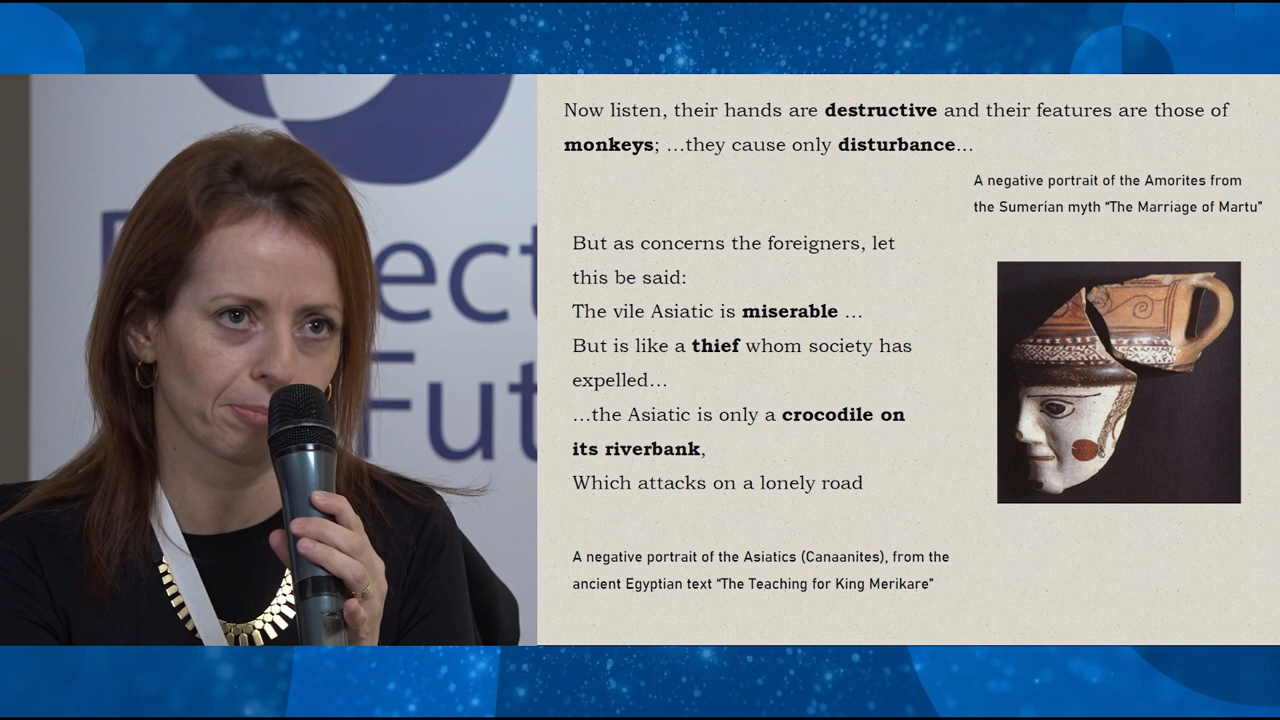 Now listen, their hands are destructive and their features are those of
monkeys; …they cause only disturbance…
A negative portrait of the Amorites from
the Sumerian myth “The Marriage of Martu”
But as concerns the foreigners, let
this be said:
The vile Asiatic is miserable …
But is like a thief whom society has
expelled…
…the Asiatic is only a crocodile on
its riverbank,
Which attacks on a lonely road
A negative portrait of the Asiatics (Canaanites), from the
ancient Egyptian text “The Teaching for King Merikare”